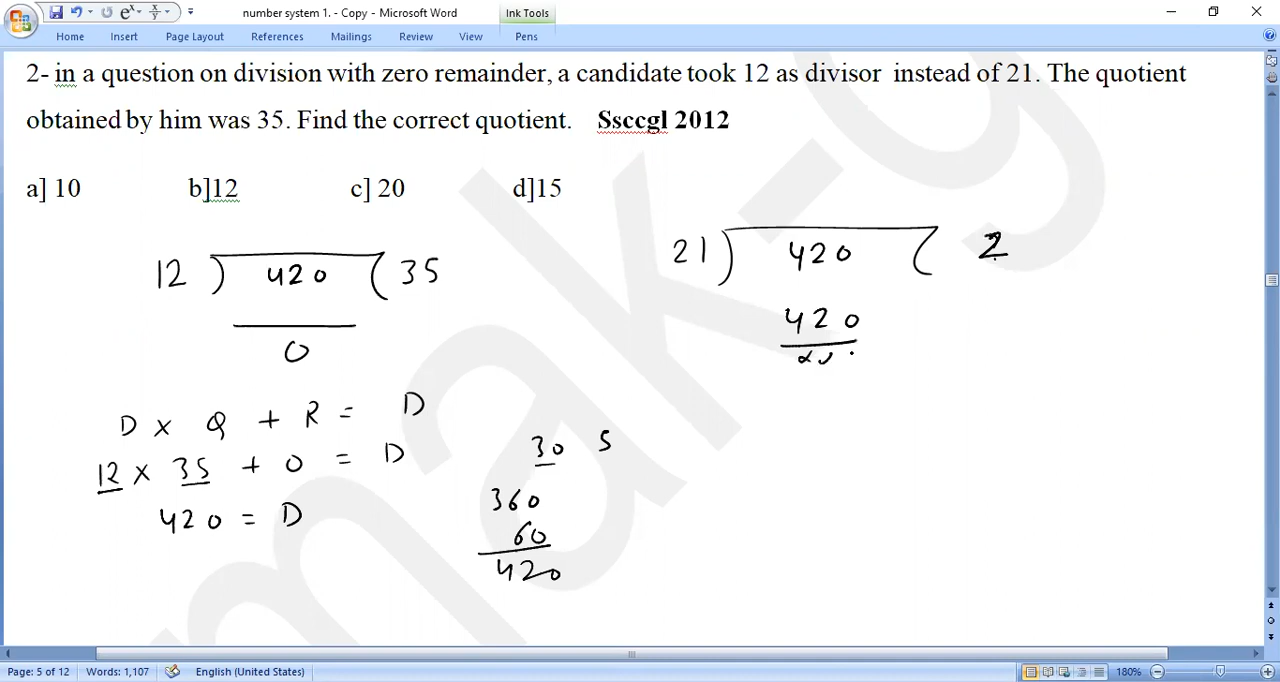 number system 1. - Copy - Microsoft Word
Ink Tools
Home Insert Page Layout References Mailings Review View Pens
2- in a question on division with zero remainder, a candidate took 12 as divisor instead of 21. The quotient
obtained by him was 35. Find the correct quotient. Ssccgl 2012
a] 10 b]12 c] 20 d]15
12 ) 420 ( 35
0
21 ) 420 ( 2
420
D x Q + R = D
12 x 35 + 0 = D
420 = D
30 5
360
60
420
mak-g
Page: 5 of 12 Words: 1,107 English (United States) 180%